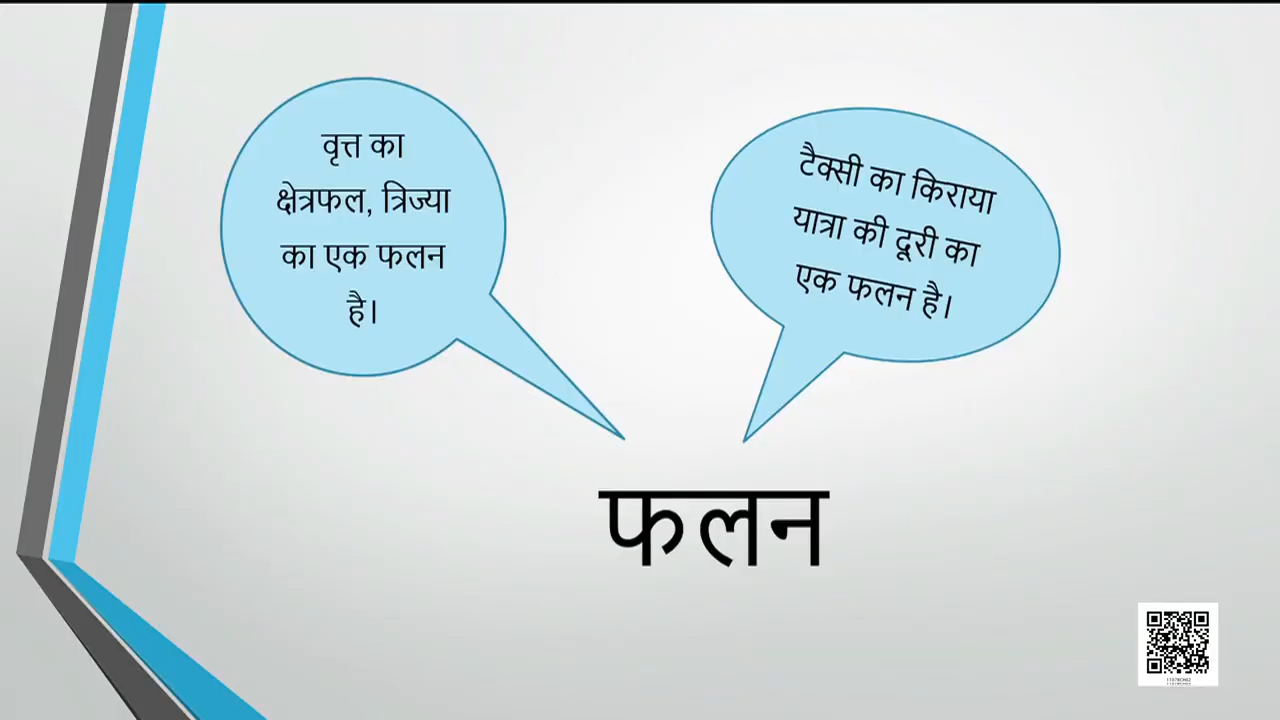 वृत्त का
क्षेत्रफल, त्रिज्या
का एक फलन
है।
टैक्सी का किराया
यात्रा की दूरी का
एक फलन है।
फलन